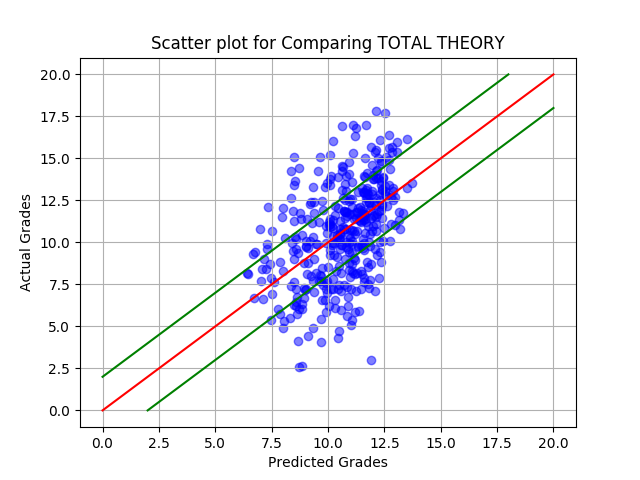 Scatter plot for Comparing TOTAL THEORY
20.0
17.5
15.0
12.5
10.0
7.5
5.0
2.5
0.0
Actual Grades
0.0 2.5 5.0 7.5 10.0 12.5 15.0 17.5 20.0
Predicted Grades